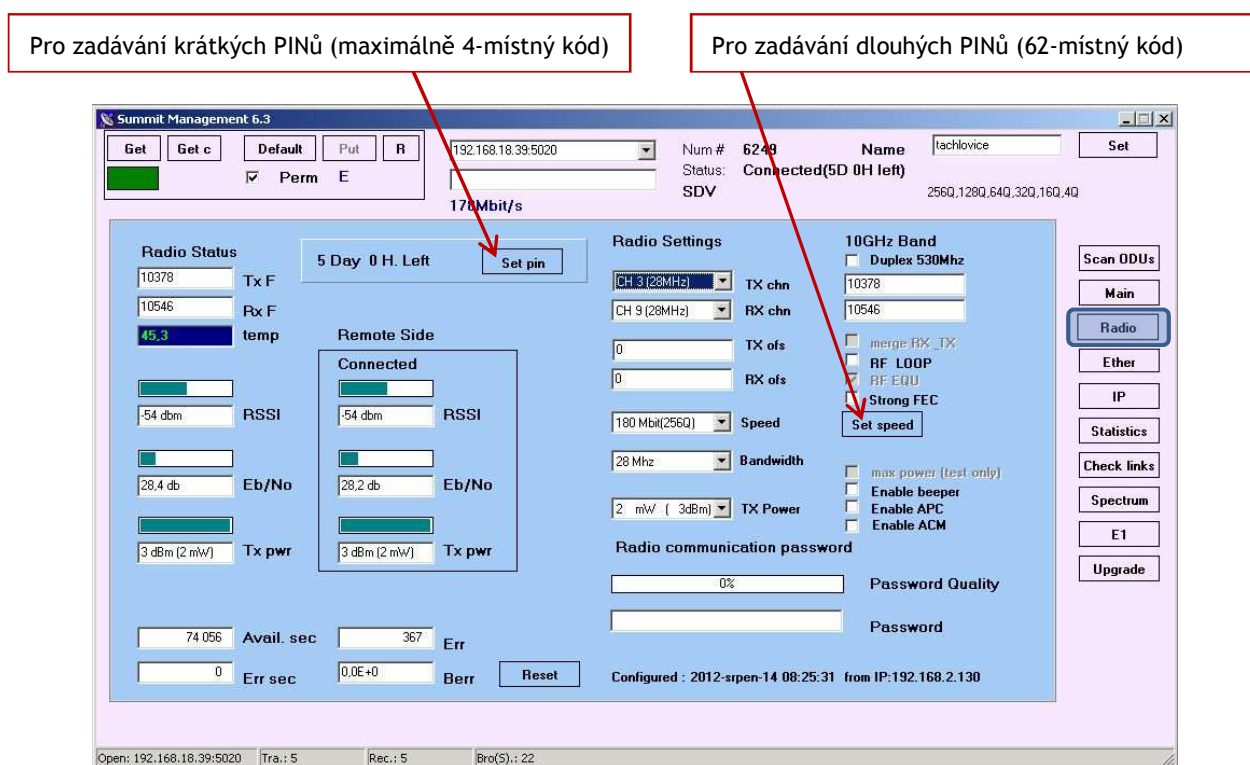 Pro zadávání krátkých PINů (maximálně 4-místný kód)
Pro zadávání dlouhých PINů (62-místný kód)
Summit Management 6.3
Get Get c Default Put R
192.168.18.39:5020
Num # 6249
Name tachlovice
Set
Perm E
Status: Connected(5D 0H left)
SDV
256Q,128Q,64Q,32Q,16Q,4Q
178Mbit/s
Radio Status
5 Day 0 H. Left
Set pin
10378 Tx F
10546 Rx F
45,3 temp
Remote Side
Connected
-54 dbm RSSI
-54 dbm RSSI
28,4 db Eb/No
28,2 db Eb/No
3 dBm (2 mW) Tx pwr
3 dBm (2 mW) Tx pwr
74 056 Avail. sec
367 Err
0 Err sec
0,0E+0 Berr
Reset
Radio Settings
CH 3 (28MHz) TX chn
CH 9 (28MHz) RX chn
0 TX ofs
0 RX ofs
180 Mbit(256Q) Speed
28 Mhz Bandwidth
2 mW ( 3dBm) TX Power
10GHz Band
Duplex 530Mhz
10378
10546
merge RX_TX
RF LOOP
RF EQU
Strong FEC
Set speed
max power (test only)
Enable beeper
Enable APC
Enable ACM
Radio communication password
0% Password Quality
Password
Configured : 2012-srpen-14 08:25:31 from IP:192.168.2.130
Scan ODUs
Main
Radio
Ether
IP
Statistics
Check links
Spectrum
E1
Upgrade
Open: 192.168.18.39:5020 Tra.: 5 Rec.: 5 Bro(S).: 22